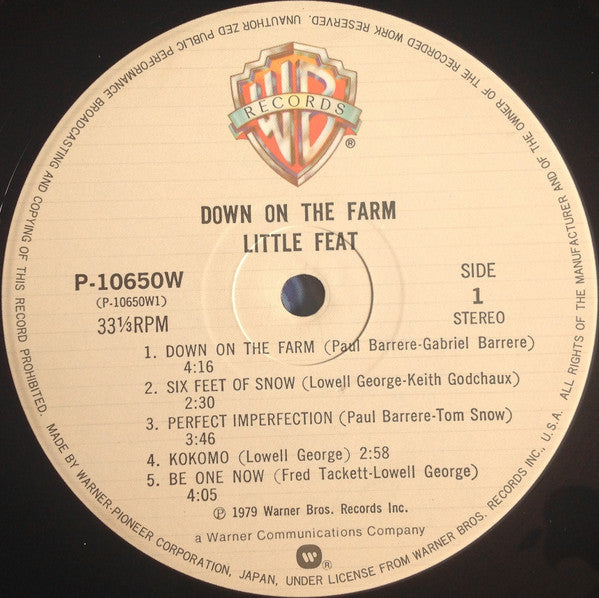 WB
RECORDS
®
DOWN ON THE FARM
LITTLE FEAT
P-10650W
(P-10650W1)
33⅓RPM
SIDE
1
STEREO
1. DOWN ON THE FARM (Paul Barrere-Gabriel Barrere)
4:16
2. SIX FEET OF SNOW (Lowell George-Keith Godchaux)
2:30
3. PERFECT IMPERFECTION (Paul Barrere-Tom Snow)
3:46
4. KOKOMO (Lowell George) 2:58
5. BE ONE NOW (Fred Tackett-Lowell George)
4:05
Ⓟ 1979 Warner Bros. Records Inc.
a Warner Communications Company
®
MADE BY WARNER-PIONEER CORPORATION, JAPAN, UNDER LICENSE FROM WARNER BROS. RECORDS INC., U.S.A. ALL RIGHTS OF THE MANUFACTURER AND OF THE OWNER OF THE RECORDED WORK RESERVED. UNAUTHORIZED PUBLIC PERFORMANCE BROADCASTING AND COPYING OF THIS RECORD PROHIBITED.